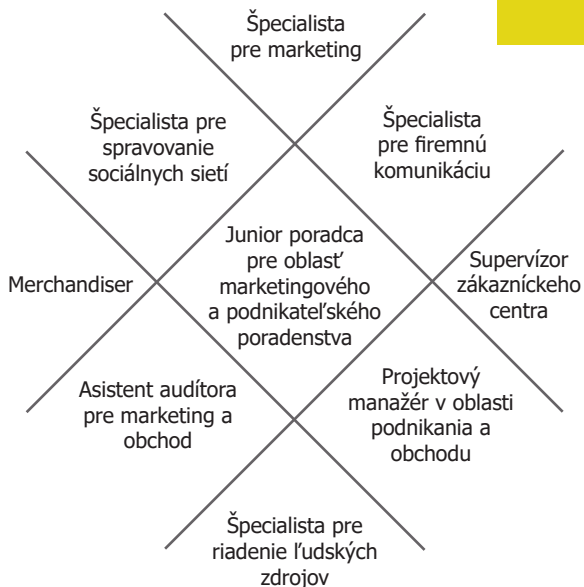 Špecialista
pre marketing
Špecialista pre
spravovanie
sociálnych sietí
Špecialista
pre firemnú
komunikáciu
Junior poradca
pre oblasť
marketingového
a podnikateľského
poradenstva
Merchandiser
Supervízor
zákazníckeho
centra
Asistent audítora
pre marketing a
obchod
Projektový
manažér v oblasti
podnikania a
obchodu
Špecialista pre
riadenie ľudských
zdrojov